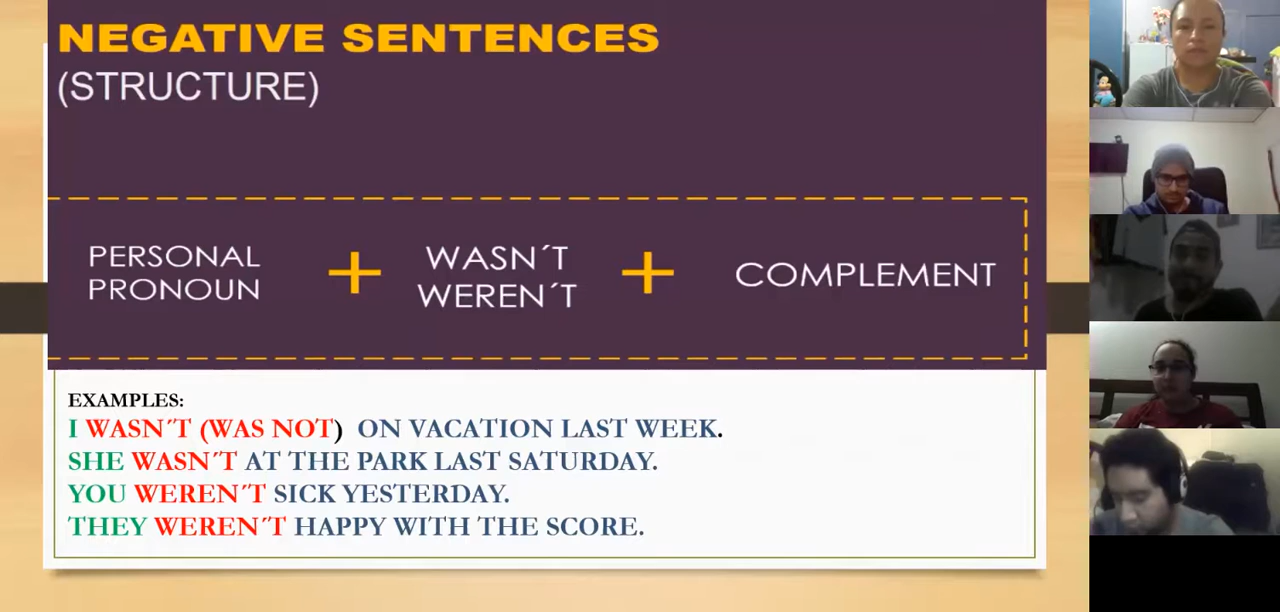 NEGATIVE SENTENCES
(STRUCTURE)
PERSONAL
PRONOUN
+
WASN´T
WEREN´T
+
COMPLEMENT
EXAMPLES:
I WASN´T (WAS NOT) ON VACATION LAST WEEK.
SHE WASN´T AT THE PARK LAST SATURDAY.
YOU WEREN´T SICK YESTERDAY.
THEY WEREN´T HAPPY WITH THE SCORE.